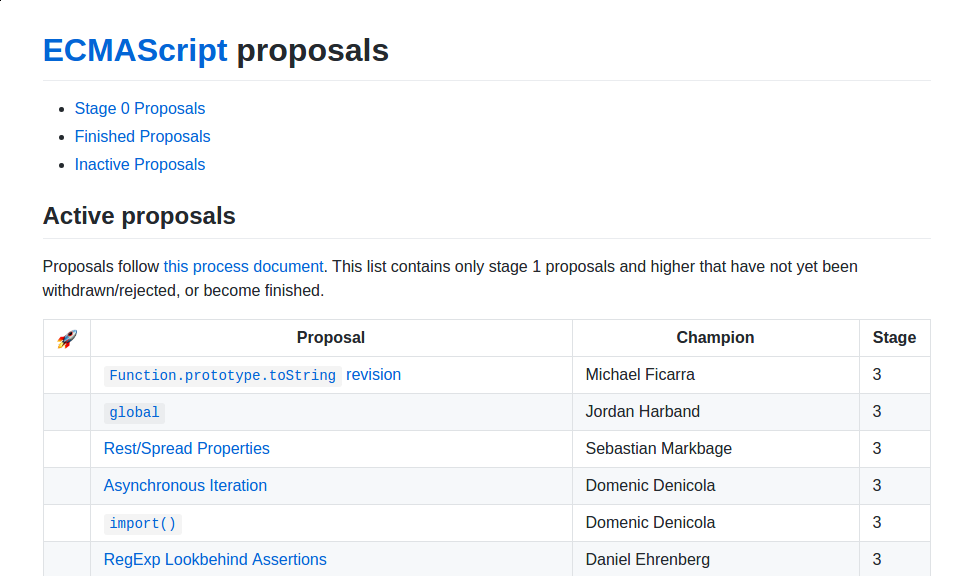 ECMAScript proposals
Stage 0 Proposals
Finished Proposals
Inactive Proposals
Active proposals
Proposals follow this process document. This list contains only stage 1 proposals and higher that have not yet been
withdrawn/rejected, or become finished.
🚀 Proposal Champion Stage
Function.prototype.toString revision Michael Ficarra 3
global Jordan Harband 3
Rest/Spread Properties Sebastian Markbage 3
Asynchronous Iteration Domenic Denicola 3
import() Domenic Denicola 3
RegExp Lookbehind Assertions Daniel Ehrenberg 3